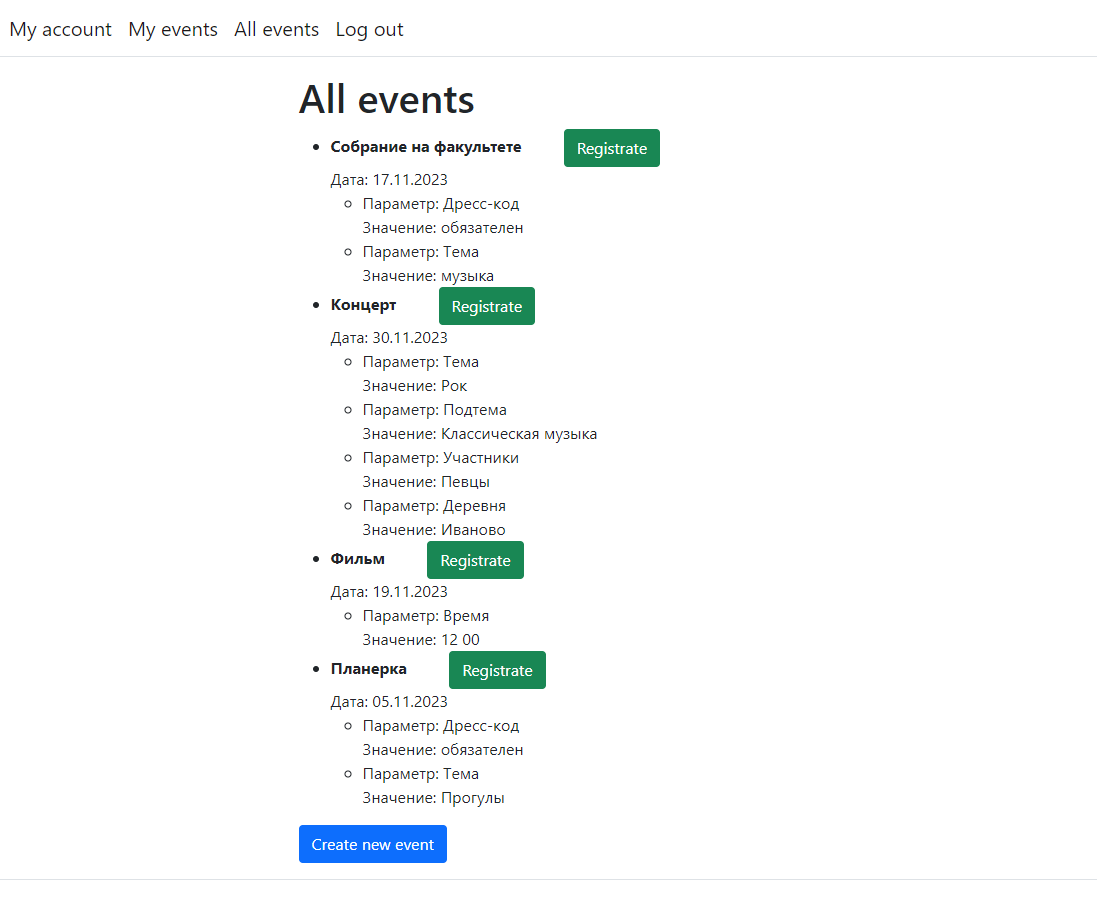 My account My events All events Log out
All events
Собрание на факультете Registrate
Дата: 17.11.2023
Параметр: Дресс-код
Значение: обязателен
Параметр: Тема
Значение: музыка
Концерт Registrate
Дата: 30.11.2023
Параметр: Тема
Значение: Рок
Параметр: Подтема
Значение: Классическая музыка
Параметр: Участники
Значение: Певцы
Параметр: Деревня
Значение: Иваново
Фильм Registrate
Дата: 19.11.2023
Параметр: Время
Значение: 12 00
Планерка Registrate
Дата: 05.11.2023
Параметр: Дресс-код
Значение: обязателен
Параметр: Тема
Значение: Прогулы
Create new event